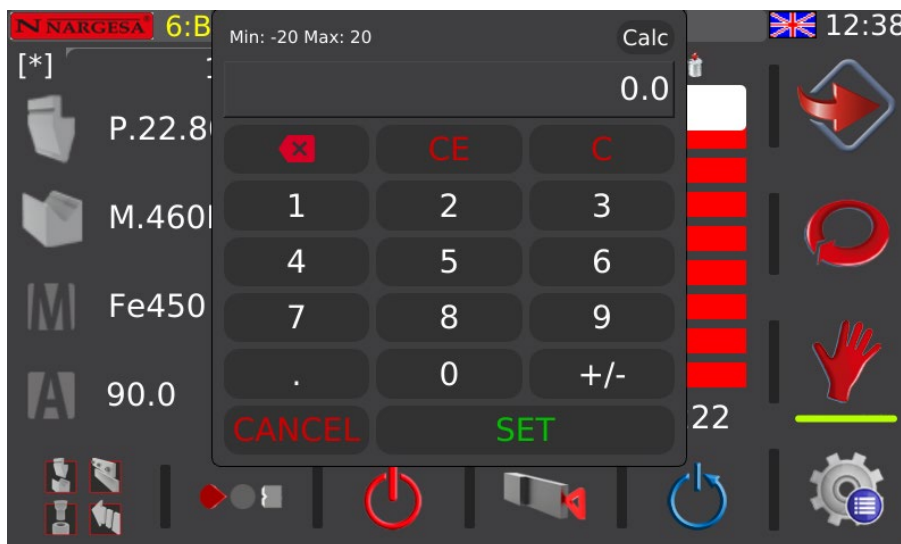 NARGESA 6:B
12:38
Min: -20 Max: 20
Calc
[*]
0.0
P.22.80
CE C
M.460
1 2 3
4 5 6
Fe450
7 8 9
. 0 +/-
90.0
CANCEL SET
.22
M
A